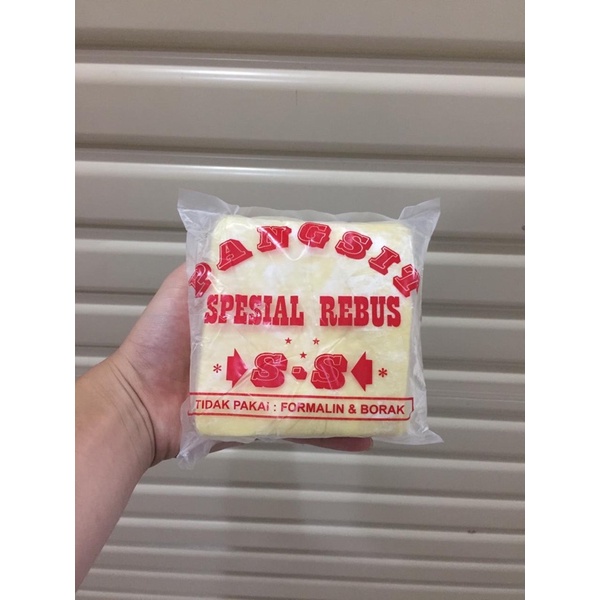 PANGSIT
SPESIAL REBUS
* S-S *
TIDAK PAKAI : FORMALIN & BORAK